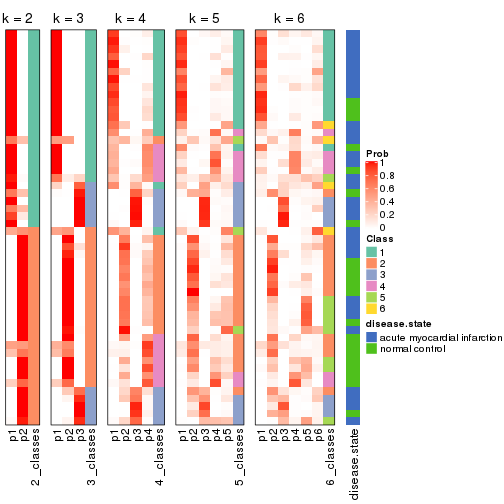 k = 2
k = 3
k = 4
k = 5
k = 6
p1
p2
2_classes
p1
p2
p3
3_classes
p1
p2
p3
p4
4_classes
p1
p2
p3
p4
p5
5_classes
p1
p2
p3
p4
p5
p6
6_classes
disease.state
Prob
1
0.8
0.6
0.4
0.2
0
Class
1
2
3
4
5
6
disease.state
acute myocardial infarction
normal control